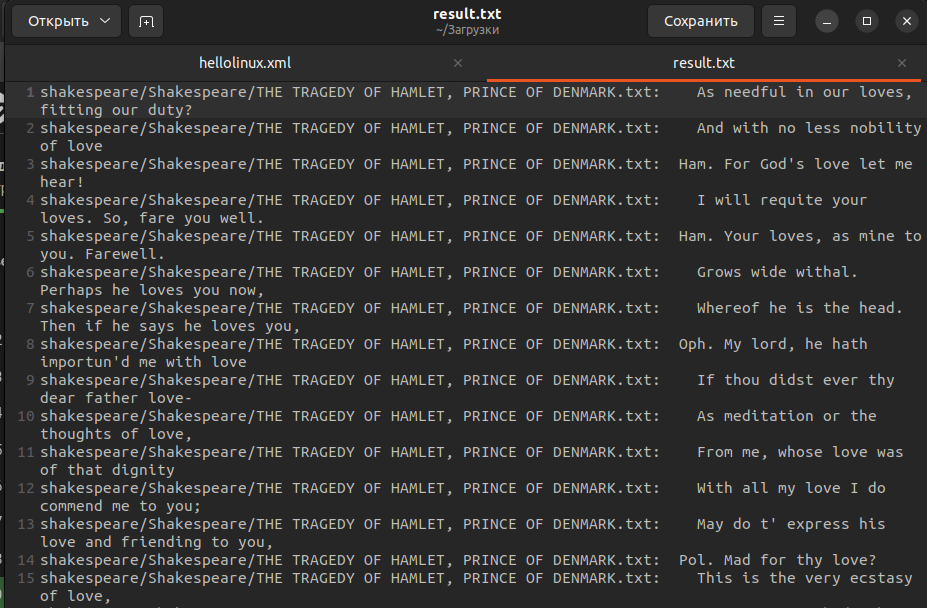 Открыть
result.txt
~/Загрузки
Сохранить
hellolinux.xml
result.txt
1 shakespeare/Shakespeare/THE TRAGEDY OF HAMLET, PRINCE OF DENMARK.txt:    As needful in our loves,
fitting our duty?
2 shakespeare/Shakespeare/THE TRAGEDY OF HAMLET, PRINCE OF DENMARK.txt:    And with no less nobility
of love
3 shakespeare/Shakespeare/THE TRAGEDY OF HAMLET, PRINCE OF DENMARK.txt:  Ham. For God's love let me
hear!
4 shakespeare/Shakespeare/THE TRAGEDY OF HAMLET, PRINCE OF DENMARK.txt:    I will requite your
loves. So, fare you well.
5 shakespeare/Shakespeare/THE TRAGEDY OF HAMLET, PRINCE OF DENMARK.txt:  Ham. Your loves, as mine to
you. Farewell.
6 shakespeare/Shakespeare/THE TRAGEDY OF HAMLET, PRINCE OF DENMARK.txt:    Grows wide withal.
Perhaps he loves you now,
7 shakespeare/Shakespeare/THE TRAGEDY OF HAMLET, PRINCE OF DENMARK.txt:    Whereof he is the head.
Then if he says he loves you,
8 shakespeare/Shakespeare/THE TRAGEDY OF HAMLET, PRINCE OF DENMARK.txt:  Oph. My lord, he hath
importun'd me with love
9 shakespeare/Shakespeare/THE TRAGEDY OF HAMLET, PRINCE OF DENMARK.txt:    If thou didst ever thy
dear father love-
10 shakespeare/Shakespeare/THE TRAGEDY OF HAMLET, PRINCE OF DENMARK.txt:    As meditation or the
thoughts of love,
11 shakespeare/Shakespeare/THE TRAGEDY OF HAMLET, PRINCE OF DENMARK.txt:    From me, whose love was
of that dignity
12 shakespeare/Shakespeare/THE TRAGEDY OF HAMLET, PRINCE OF DENMARK.txt:    With all my love I do
commend me to you;
13 shakespeare/Shakespeare/THE TRAGEDY OF HAMLET, PRINCE OF DENMARK.txt:    May do t' express his
love and friending to you,
14 shakespeare/Shakespeare/THE TRAGEDY OF HAMLET, PRINCE OF DENMARK.txt:  Pol. Mad for thy love?
15 shakespeare/Shakespeare/THE TRAGEDY OF HAMLET, PRINCE OF DENMARK.txt:    This is the very ecstasy
of love,